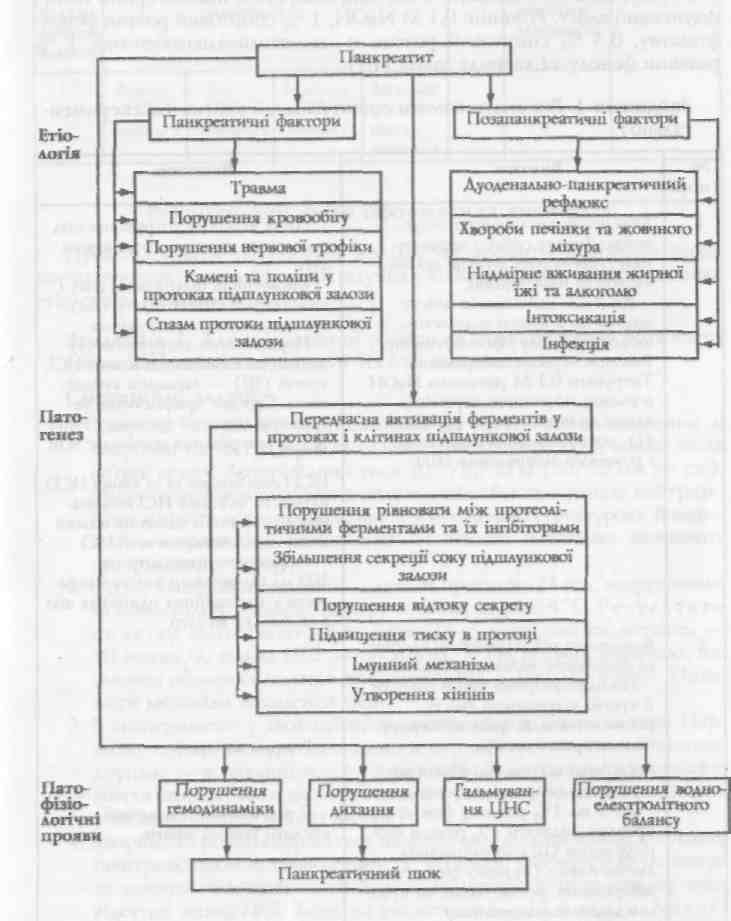 Панкреатит
Етіо-
логія
Панкреатичні фактори
Позапанкреатичні фактори
Травма
Порушення кровообігу
Порушення нервової трофіки
Камені та поліпи у
протоках підшлункової залози
Спазм протоки підшлункової
залози
Дуоденально-панкреатичний
рефлюкс
Хвороби печінки та жовчного
міхура
Надмірне вживання жирної
їжі та алкоголю
Інтоксикація
Інфекція
Пато-
генез
Передчасна активація ферментів у
протоках і клітинах підшлункової залози
Порушення рівноваги між протеолі-
тичними ферментами та їх інгібіторами
Збільшення секреції соку підшлункової
залози
Порушення відтоку секрету
Підвищення тиску в протоці
Імунний механізм
Утворення кінінів
Пато-
фізіо-
логічні
прояви
Порушення
гемодинаміки
Порушення
дихання
Гальмуван-
ня ЦНС
Порушення водно-
електролітного
балансу
Панкреатичний шок